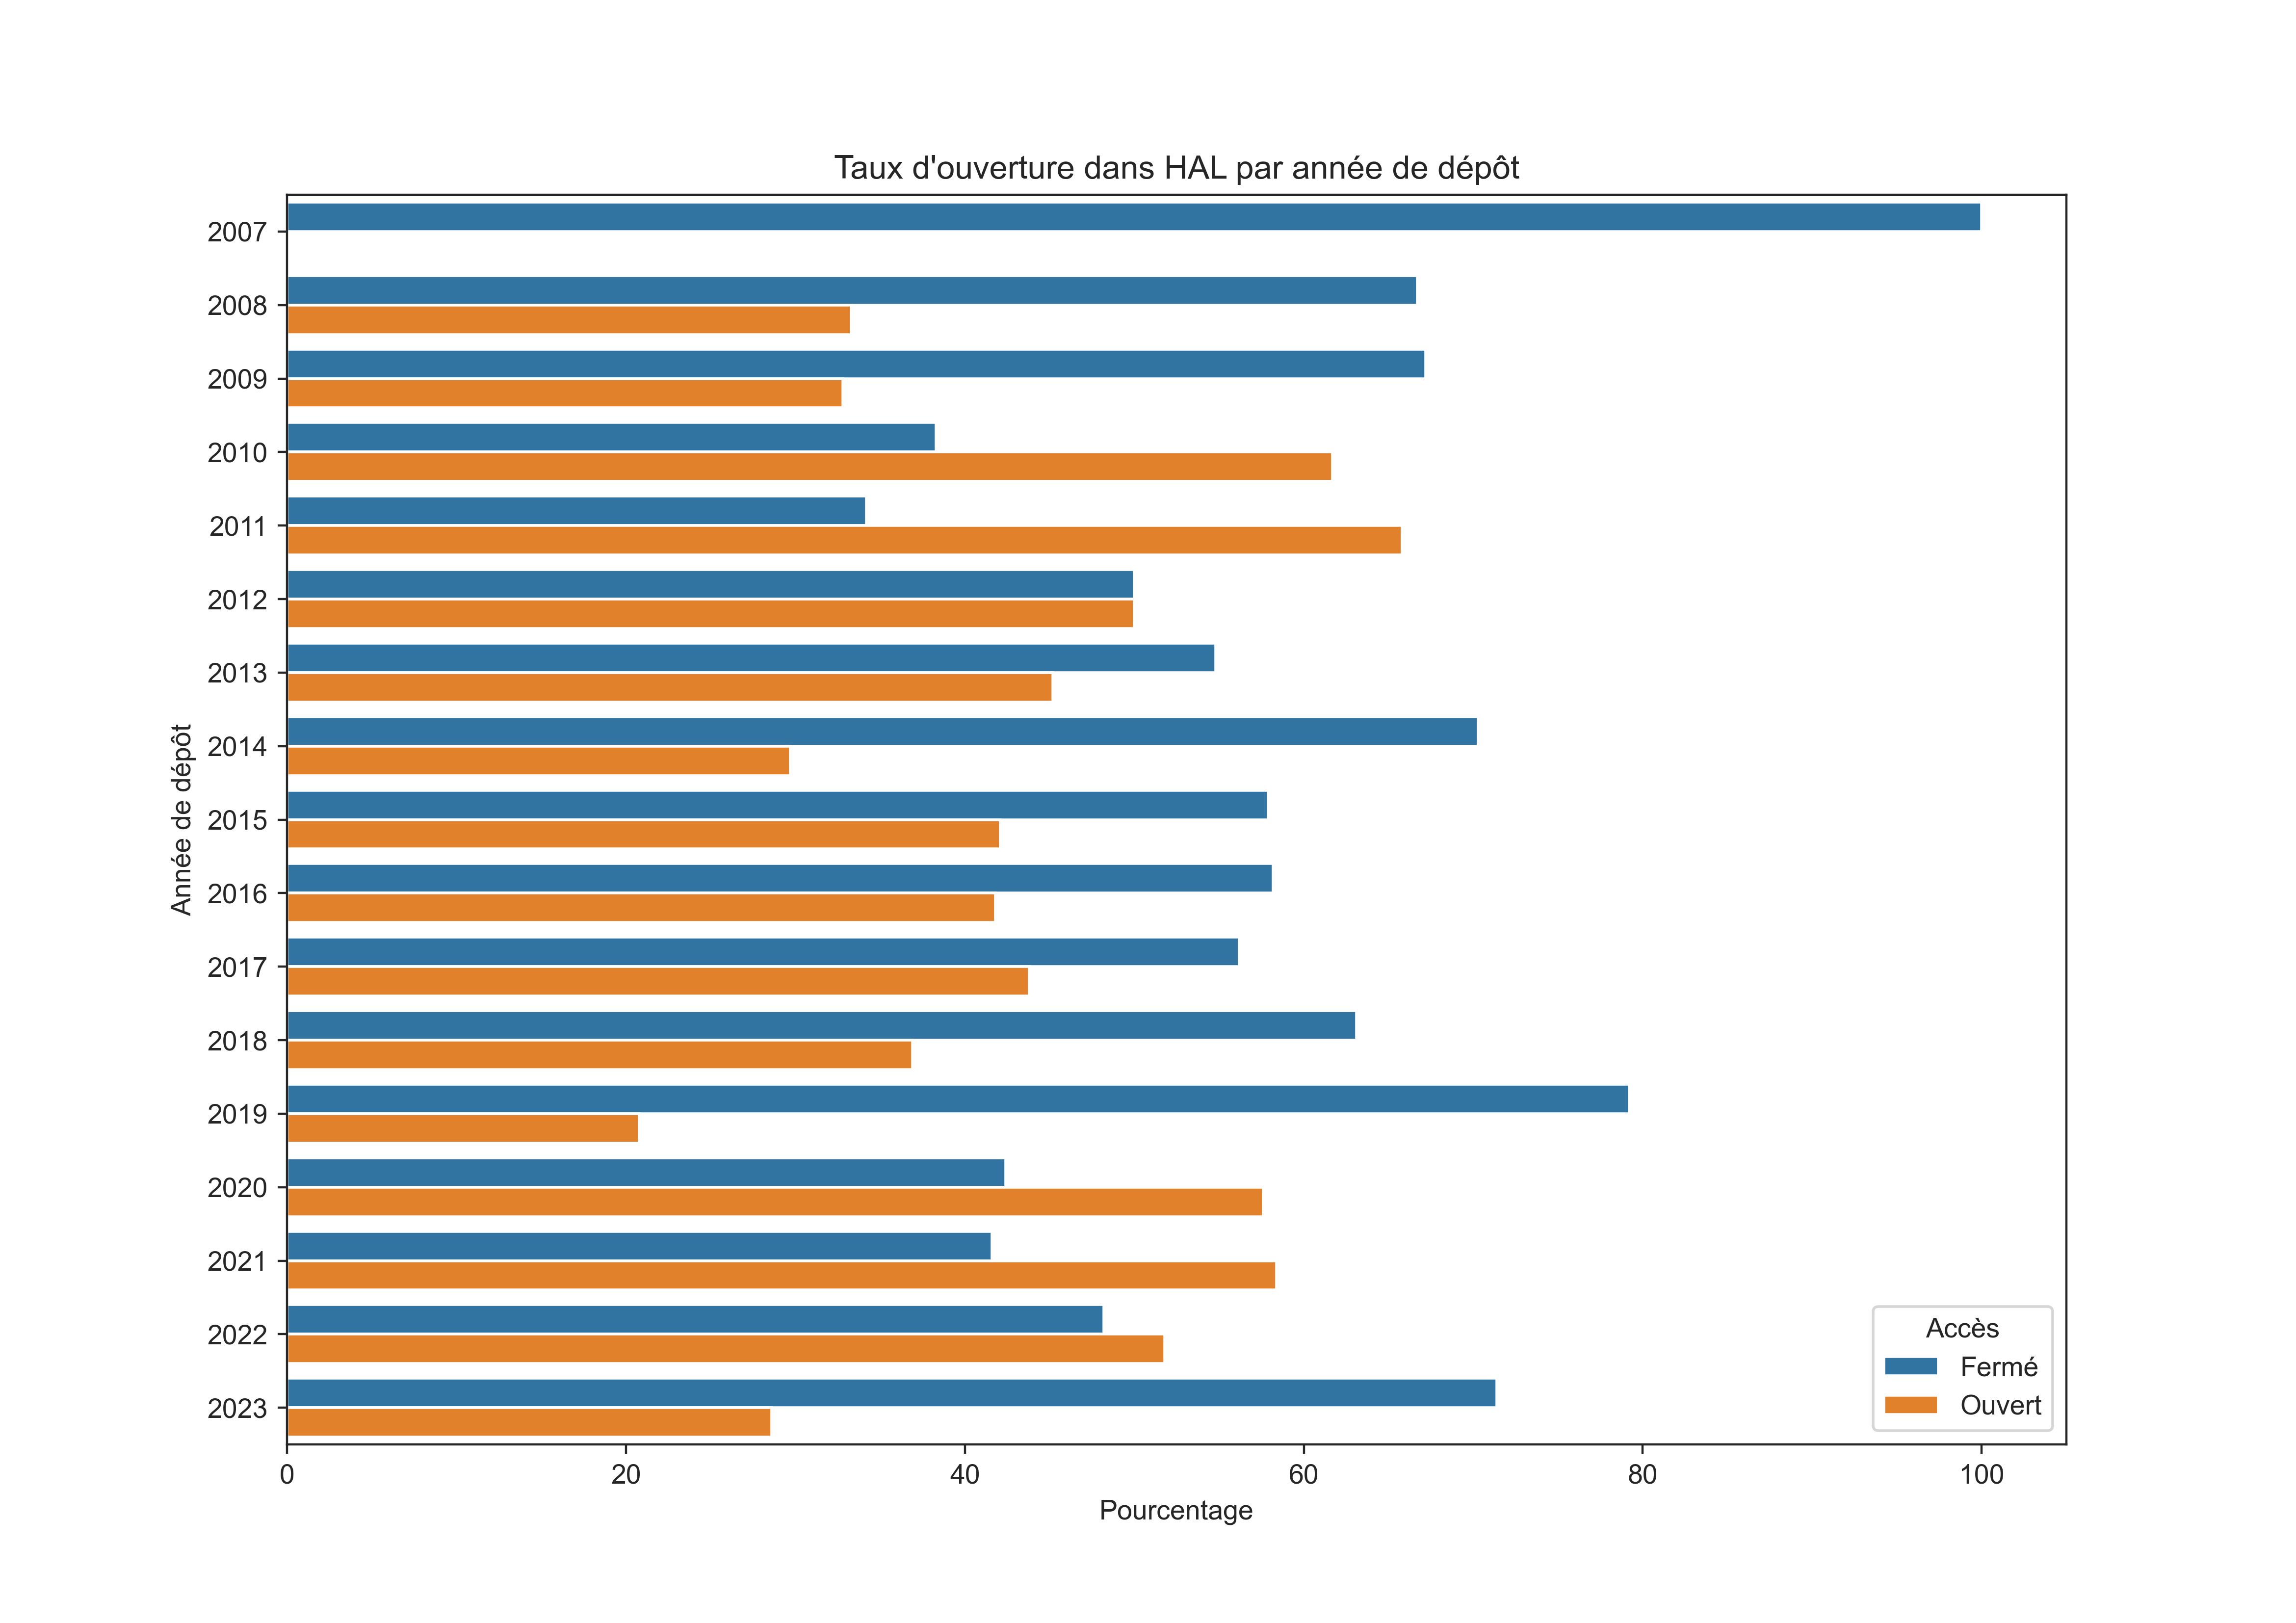 Taux d'ouverture dans HAL par année de dépôt
Année de dépôt
2007
2008
2009
2010
2011
2012
2013
2014
2015
2016
2017
2018
2019
2020
2021
2022
2023
Accès
Fermé
Ouvert
0 20 40 60 80 100
Pourcentage